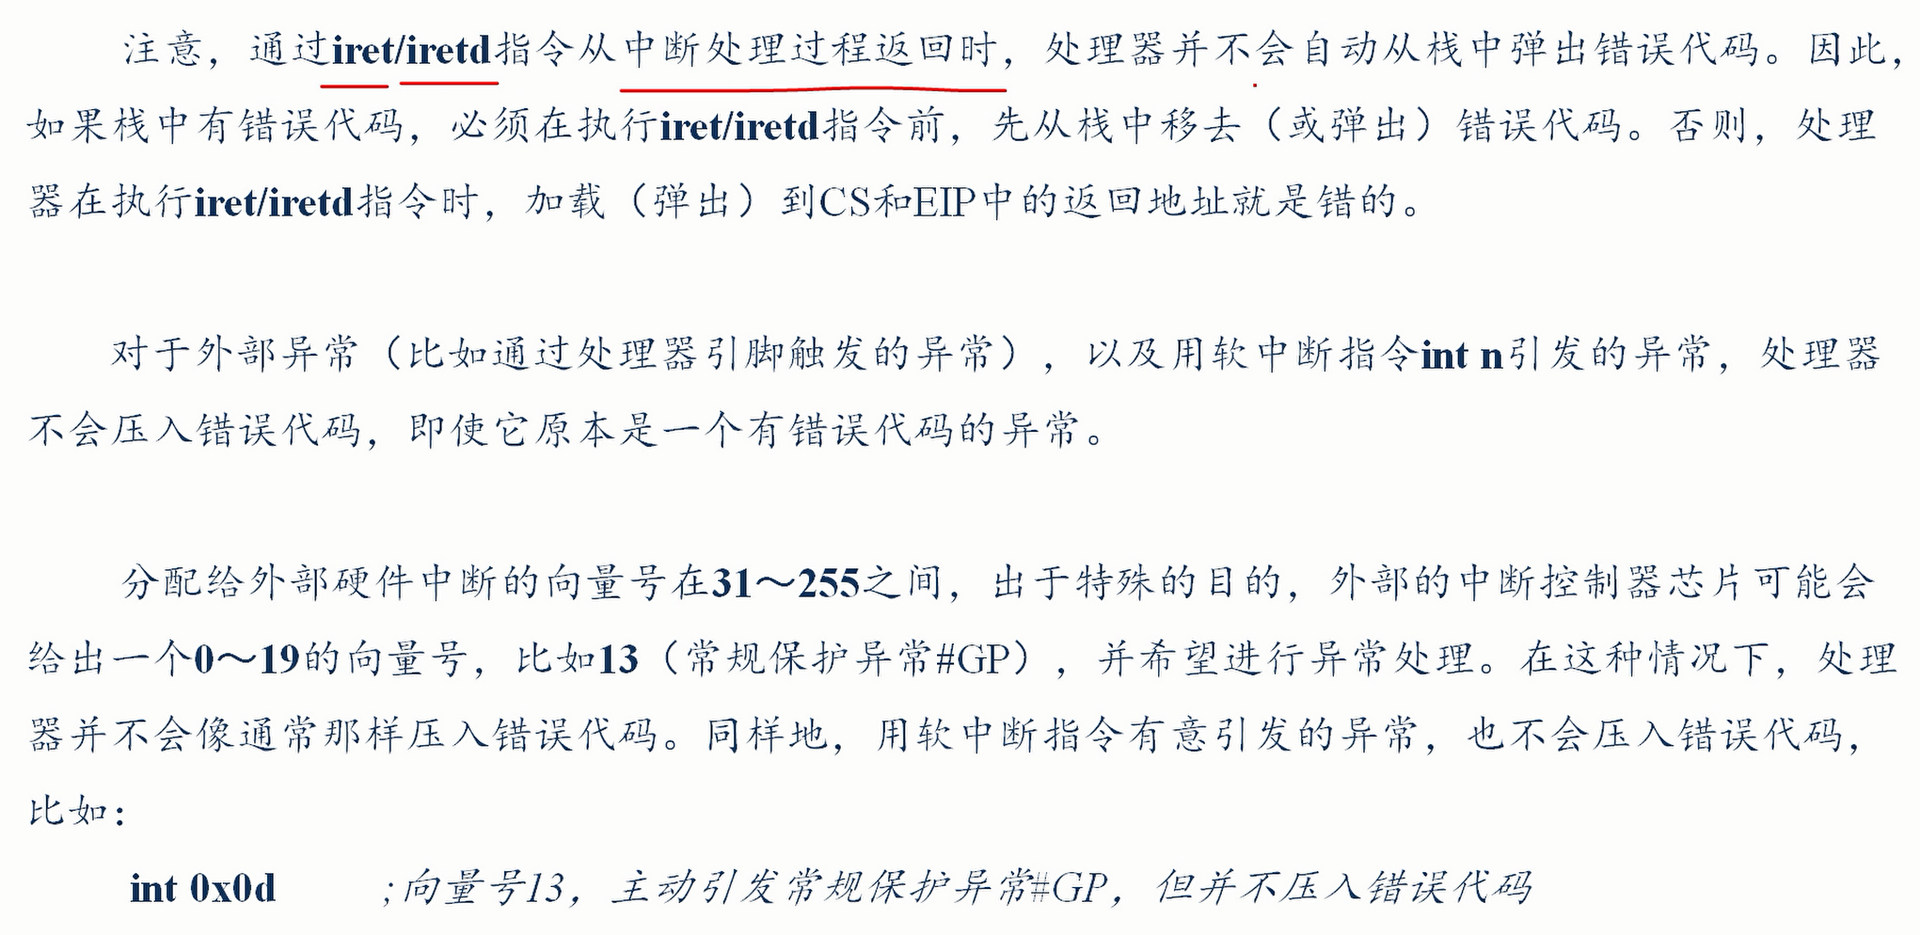 注意，通过iret/iretd指令从中断处理过程返回时，处理器并不会自动从栈中弹出错误代码。因此，
如果栈中有错误代码，必须在执行iret/iretd指令前，先从栈中移去（或弹出）错误代码。否则，处理
器在执行iret/iretd指令时，加载（弹出）到CS和EIP中的返回地址就是错的。
对于外部异常（比如通过处理器引脚触发的异常），以及用软中断指令int n引发的异常，处理器
不会压入错误代码，即使它原本是一个有错误代码的异常。
分配给外部硬件中断的向量号在31～255之间，出于特殊的目的，外部的中断控制器芯片可能会
给出一个0～19的向量号，比如13（常规保护异常#GP），并希望进行异常处理。在这种情况下，处理
器并不会像通常那样压入错误代码。同样地，用软中断指令有意引发的异常，也不会压入错误代码，
比如：
int 0x0d ;向量号13，主动引发常规保护异常#GP，但并不压入错误代码